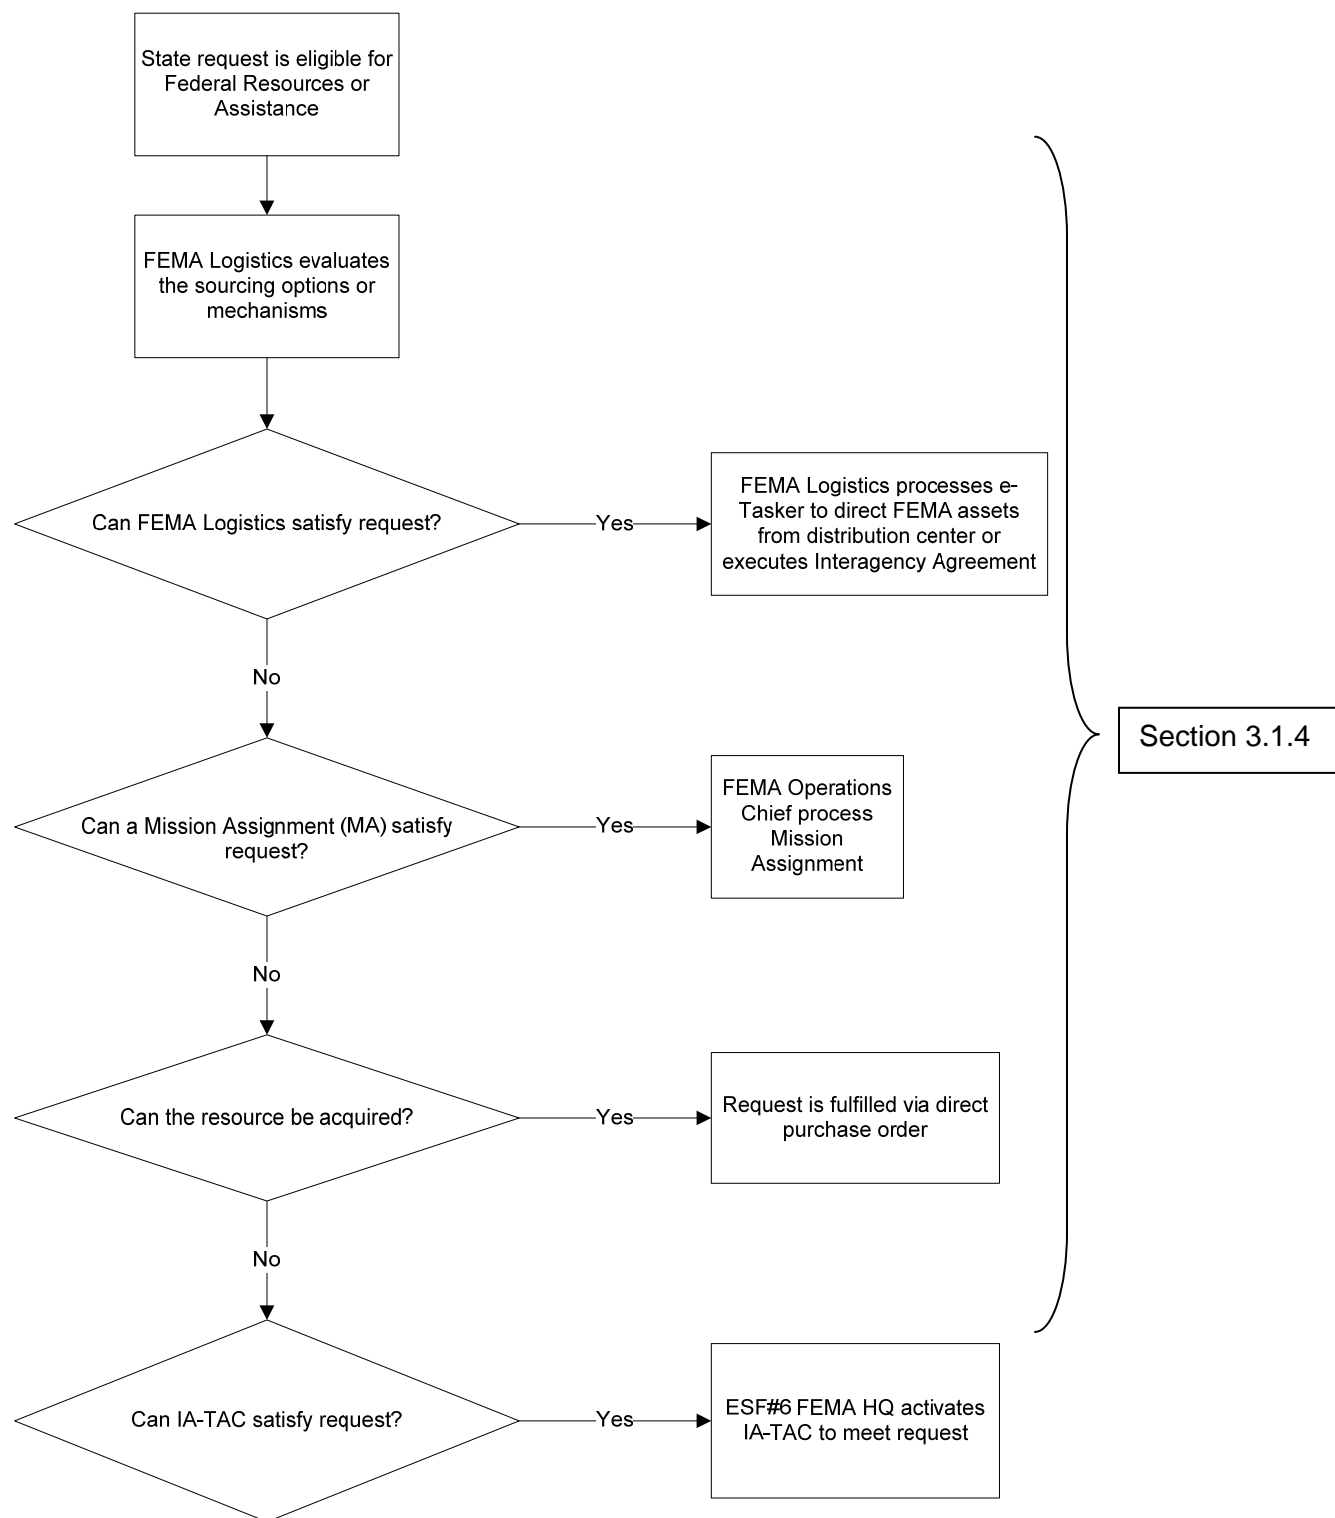 State request is eligible for
Federal Resources or
Assistance
FEMA Logistics evaluates
the sourcing options or
mechanisms
Can FEMA Logistics satisfy request?
Yes
FEMA Logistics processes e-
Tasker to direct FEMA assets
from distribution center or
executes Interagency Agreement
No
Section 3.1.4
Can a Mission Assignment (MA) satisfy
request?
Yes
FEMA Operations
Chief process
Mission
Assignment
No
Can the resource be acquired?
Yes
Request is fulfilled via direct
purchase order
No
Can IA-TAC satisfy request?
Yes
ESF#6 FEMA HQ activates
IA-TAC to meet request